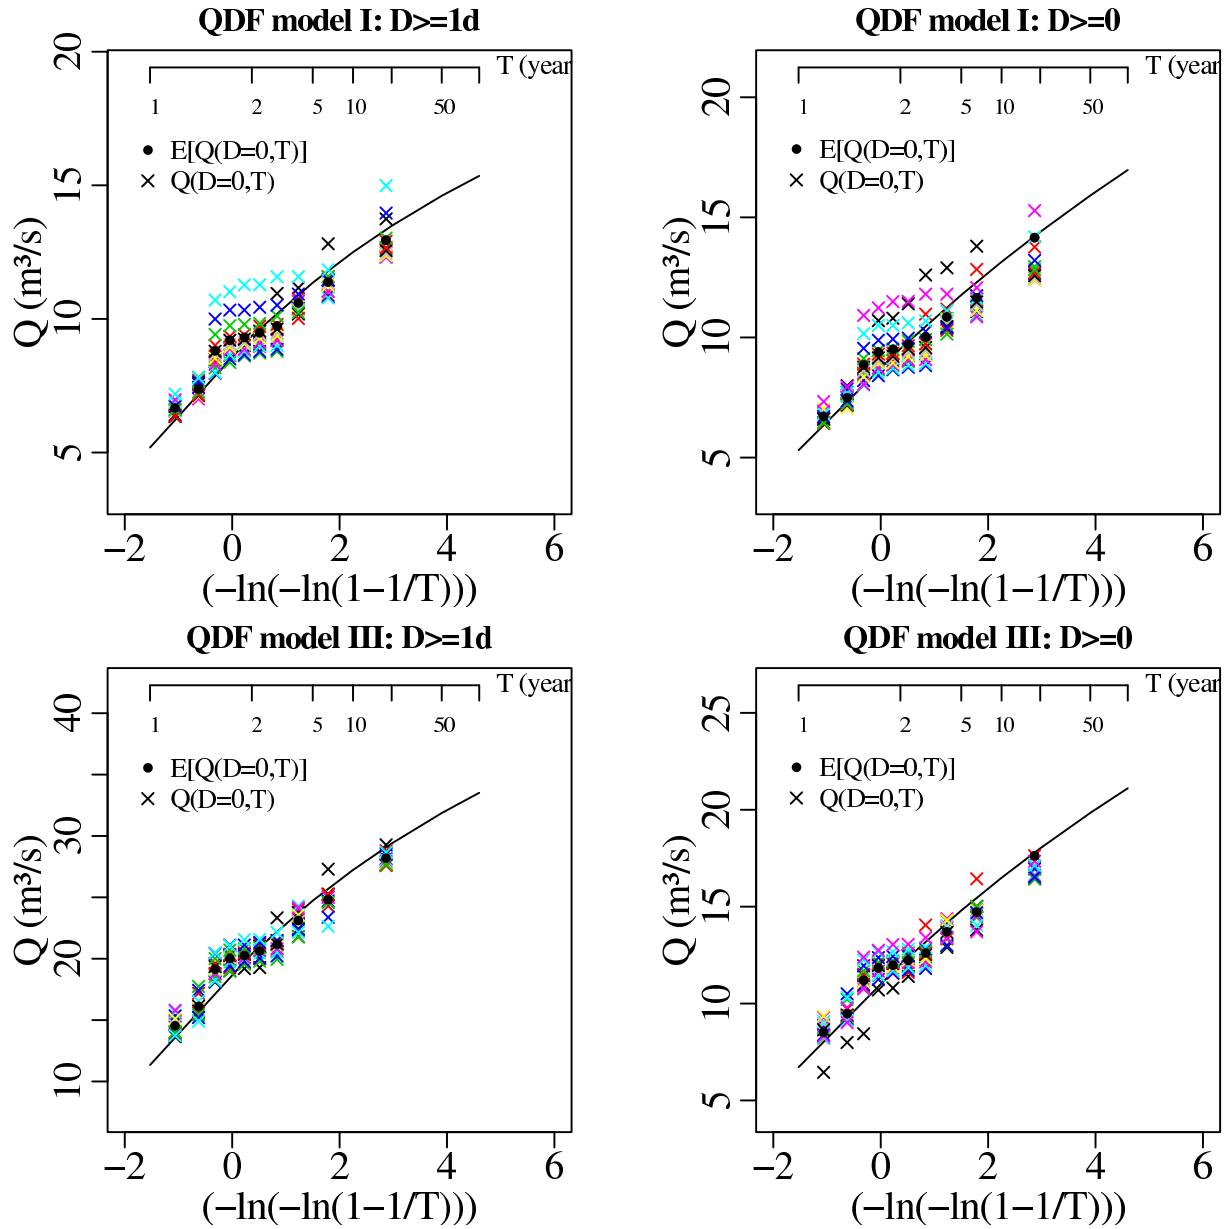 QDF model I: D>=1d
T (year
1 2 5 10 50
E[Q(D=0,T)]
Q(D=0,T)
Q (m³/s)
20
15
10
5
−2 0 2 4 6
(−ln(−ln(1−1/T)))
QDF model I: D>=0
T (year
1 2 5 10 50
E[Q(D=0,T)]
Q(D=0,T)
Q (m³/s)
20
15
10
5
−2 0 2 4 6
(−ln(−ln(1−1/T)))
QDF model III: D>=1d
T (year
1 2 5 10 50
E[Q(D=0,T)]
Q(D=0,T)
Q (m³/s)
40
30
20
10
−2 0 2 4 6
(−ln(−ln(1−1/T)))
QDF model III: D>=0
T (year
1 2 5 10 50
E[Q(D=0,T)]
Q(D=0,T)
Q (m³/s)
25
20
15
10
5
−2 0 2 4 6
(−ln(−ln(1−1/T)))